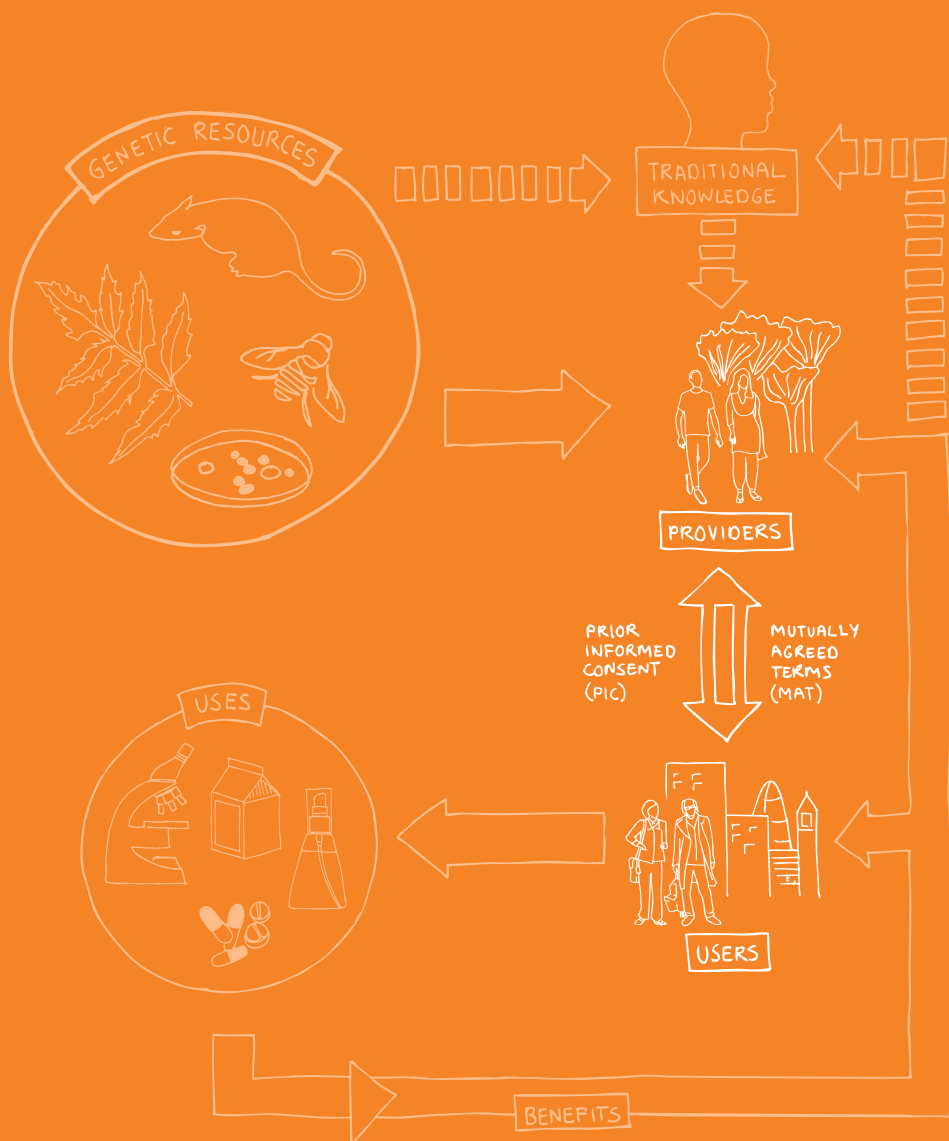 GENETIC RESOURCES
TRADITIONAL
KNOWLEDGE
PROVIDERS
PRIOR
INFORMED
CONSENT
(PIC)
MUTUALLY
AGREED
TERMS
(MAT)
USES
USERS
BENEFITS